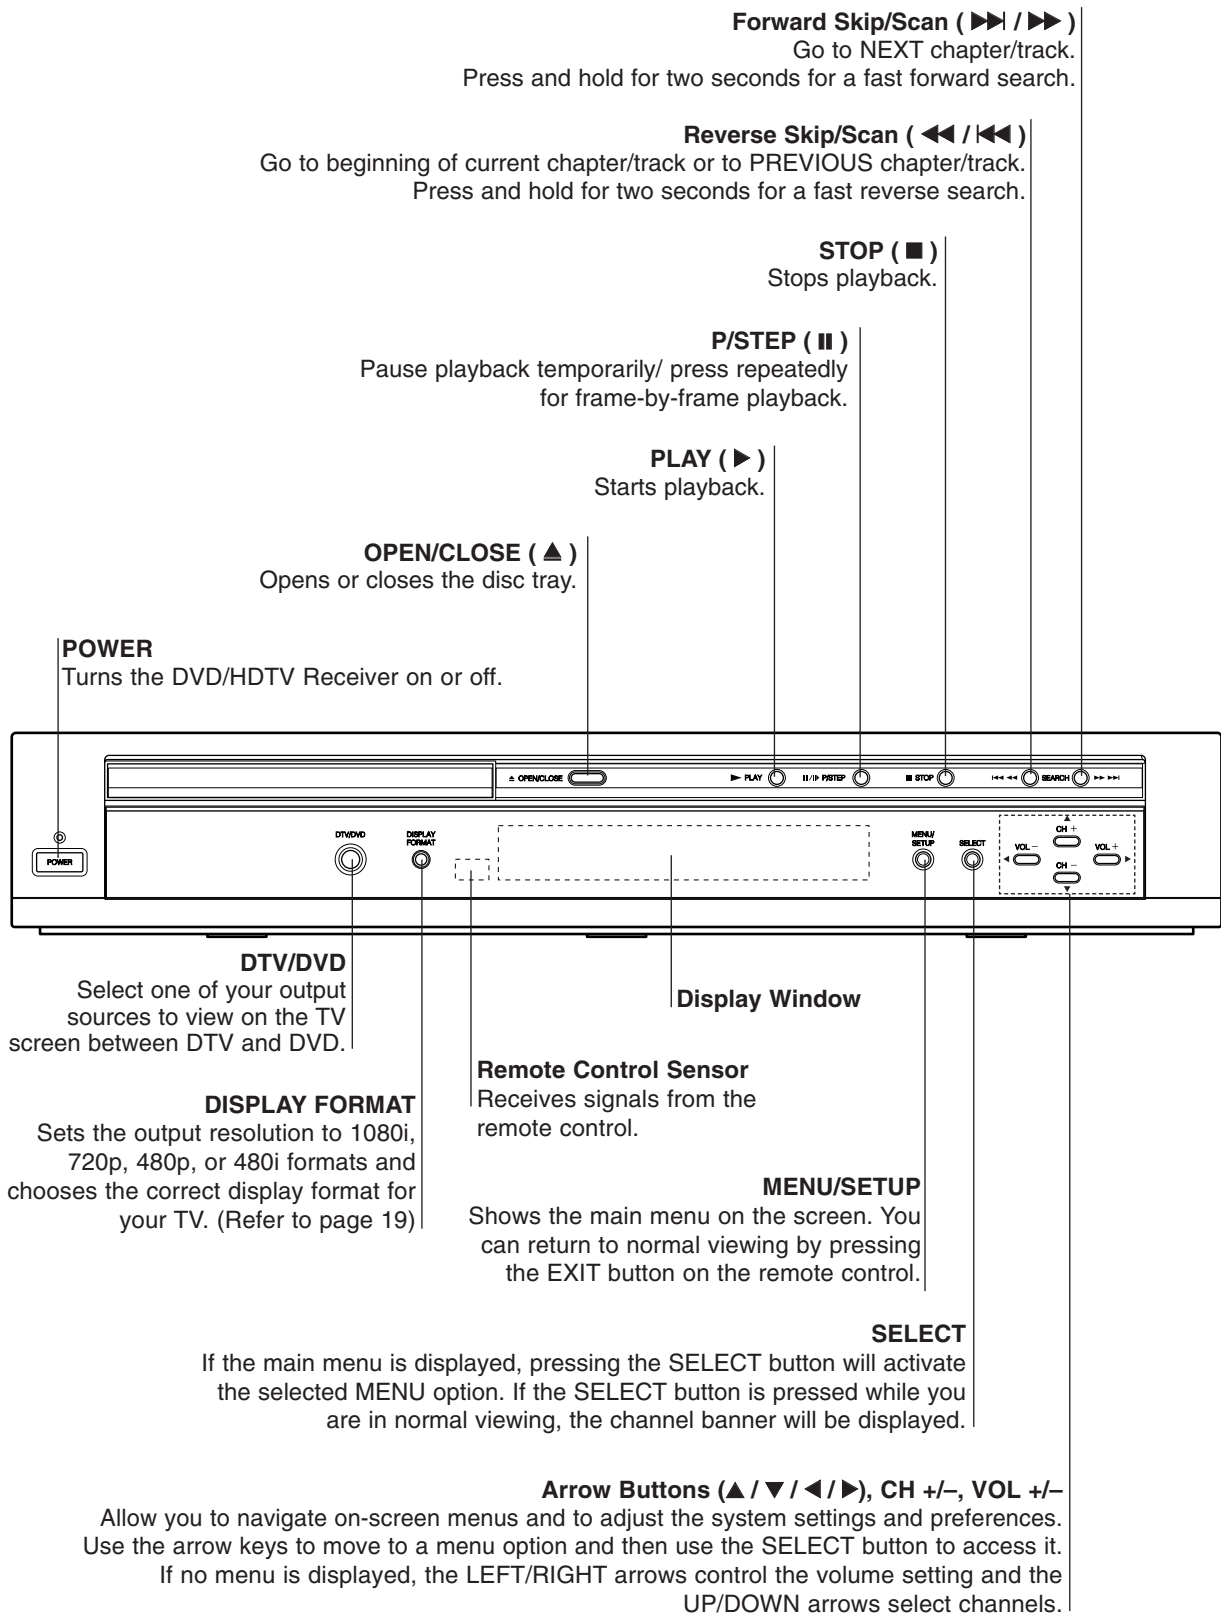 Forward Skip/Scan ( ▶▶| / ▶▶ )
Go to NEXT chapter/track.
Press and hold for two seconds for a fast forward search.
Reverse Skip/Scan ( ◀◀ / |◀◀ )
Go to beginning of current chapter/track or to PREVIOUS chapter/track.
Press and hold for two seconds for a fast reverse search.
STOP ( ■ )
Stops playback.
P/STEP ( ❚❚ )
Pause playback temporarily/ press repeatedly
for frame-by-frame playback.
PLAY ( ▶ )
Starts playback.
OPEN/CLOSE ( ≜ )
Opens or closes the disc tray.
POWER
Turns the DVD/HDTV Receiver on or off.
≜ OPEN/CLOSE
▶ PLAY
❚❚/❚▶ P/STEP
■ STOP
|◀◀ ◀◀ SEARCH ▶▶ ▶▶|
POWER
DTV/DVD
DISPLAY
FORMAT
MENU/
SETUP
SELECT
▲
CH +
◀ VOL –
VOL + ▶
CH –
▼
DTV/DVD
Select one of your output
sources to view on the TV
screen between DTV and DVD.
Display Window
Remote Control Sensor
Receives signals from the
remote control.
DISPLAY FORMAT
Sets the output resolution to 1080i,
720p, 480p, or 480i formats and
chooses the correct display format for
your TV. (Refer to page 19)
MENU/SETUP
Shows the main menu on the screen. You
can return to normal viewing by pressing
the EXIT button on the remote control.
SELECT
If the main menu is displayed, pressing the SELECT button will activate
the selected MENU option. If the SELECT button is pressed while you
are in normal viewing, the channel banner will be displayed.
Arrow Buttons (▲ / ▼ / ◀ / ▶), CH +/–, VOL +/–
Allow you to navigate on-screen menus and to adjust the system settings and preferences.
Use the arrow keys to move to a menu option and then use the SELECT button to access it.
If no menu is displayed, the LEFT/RIGHT arrows control the volume setting and the
UP/DOWN arrows select channels.